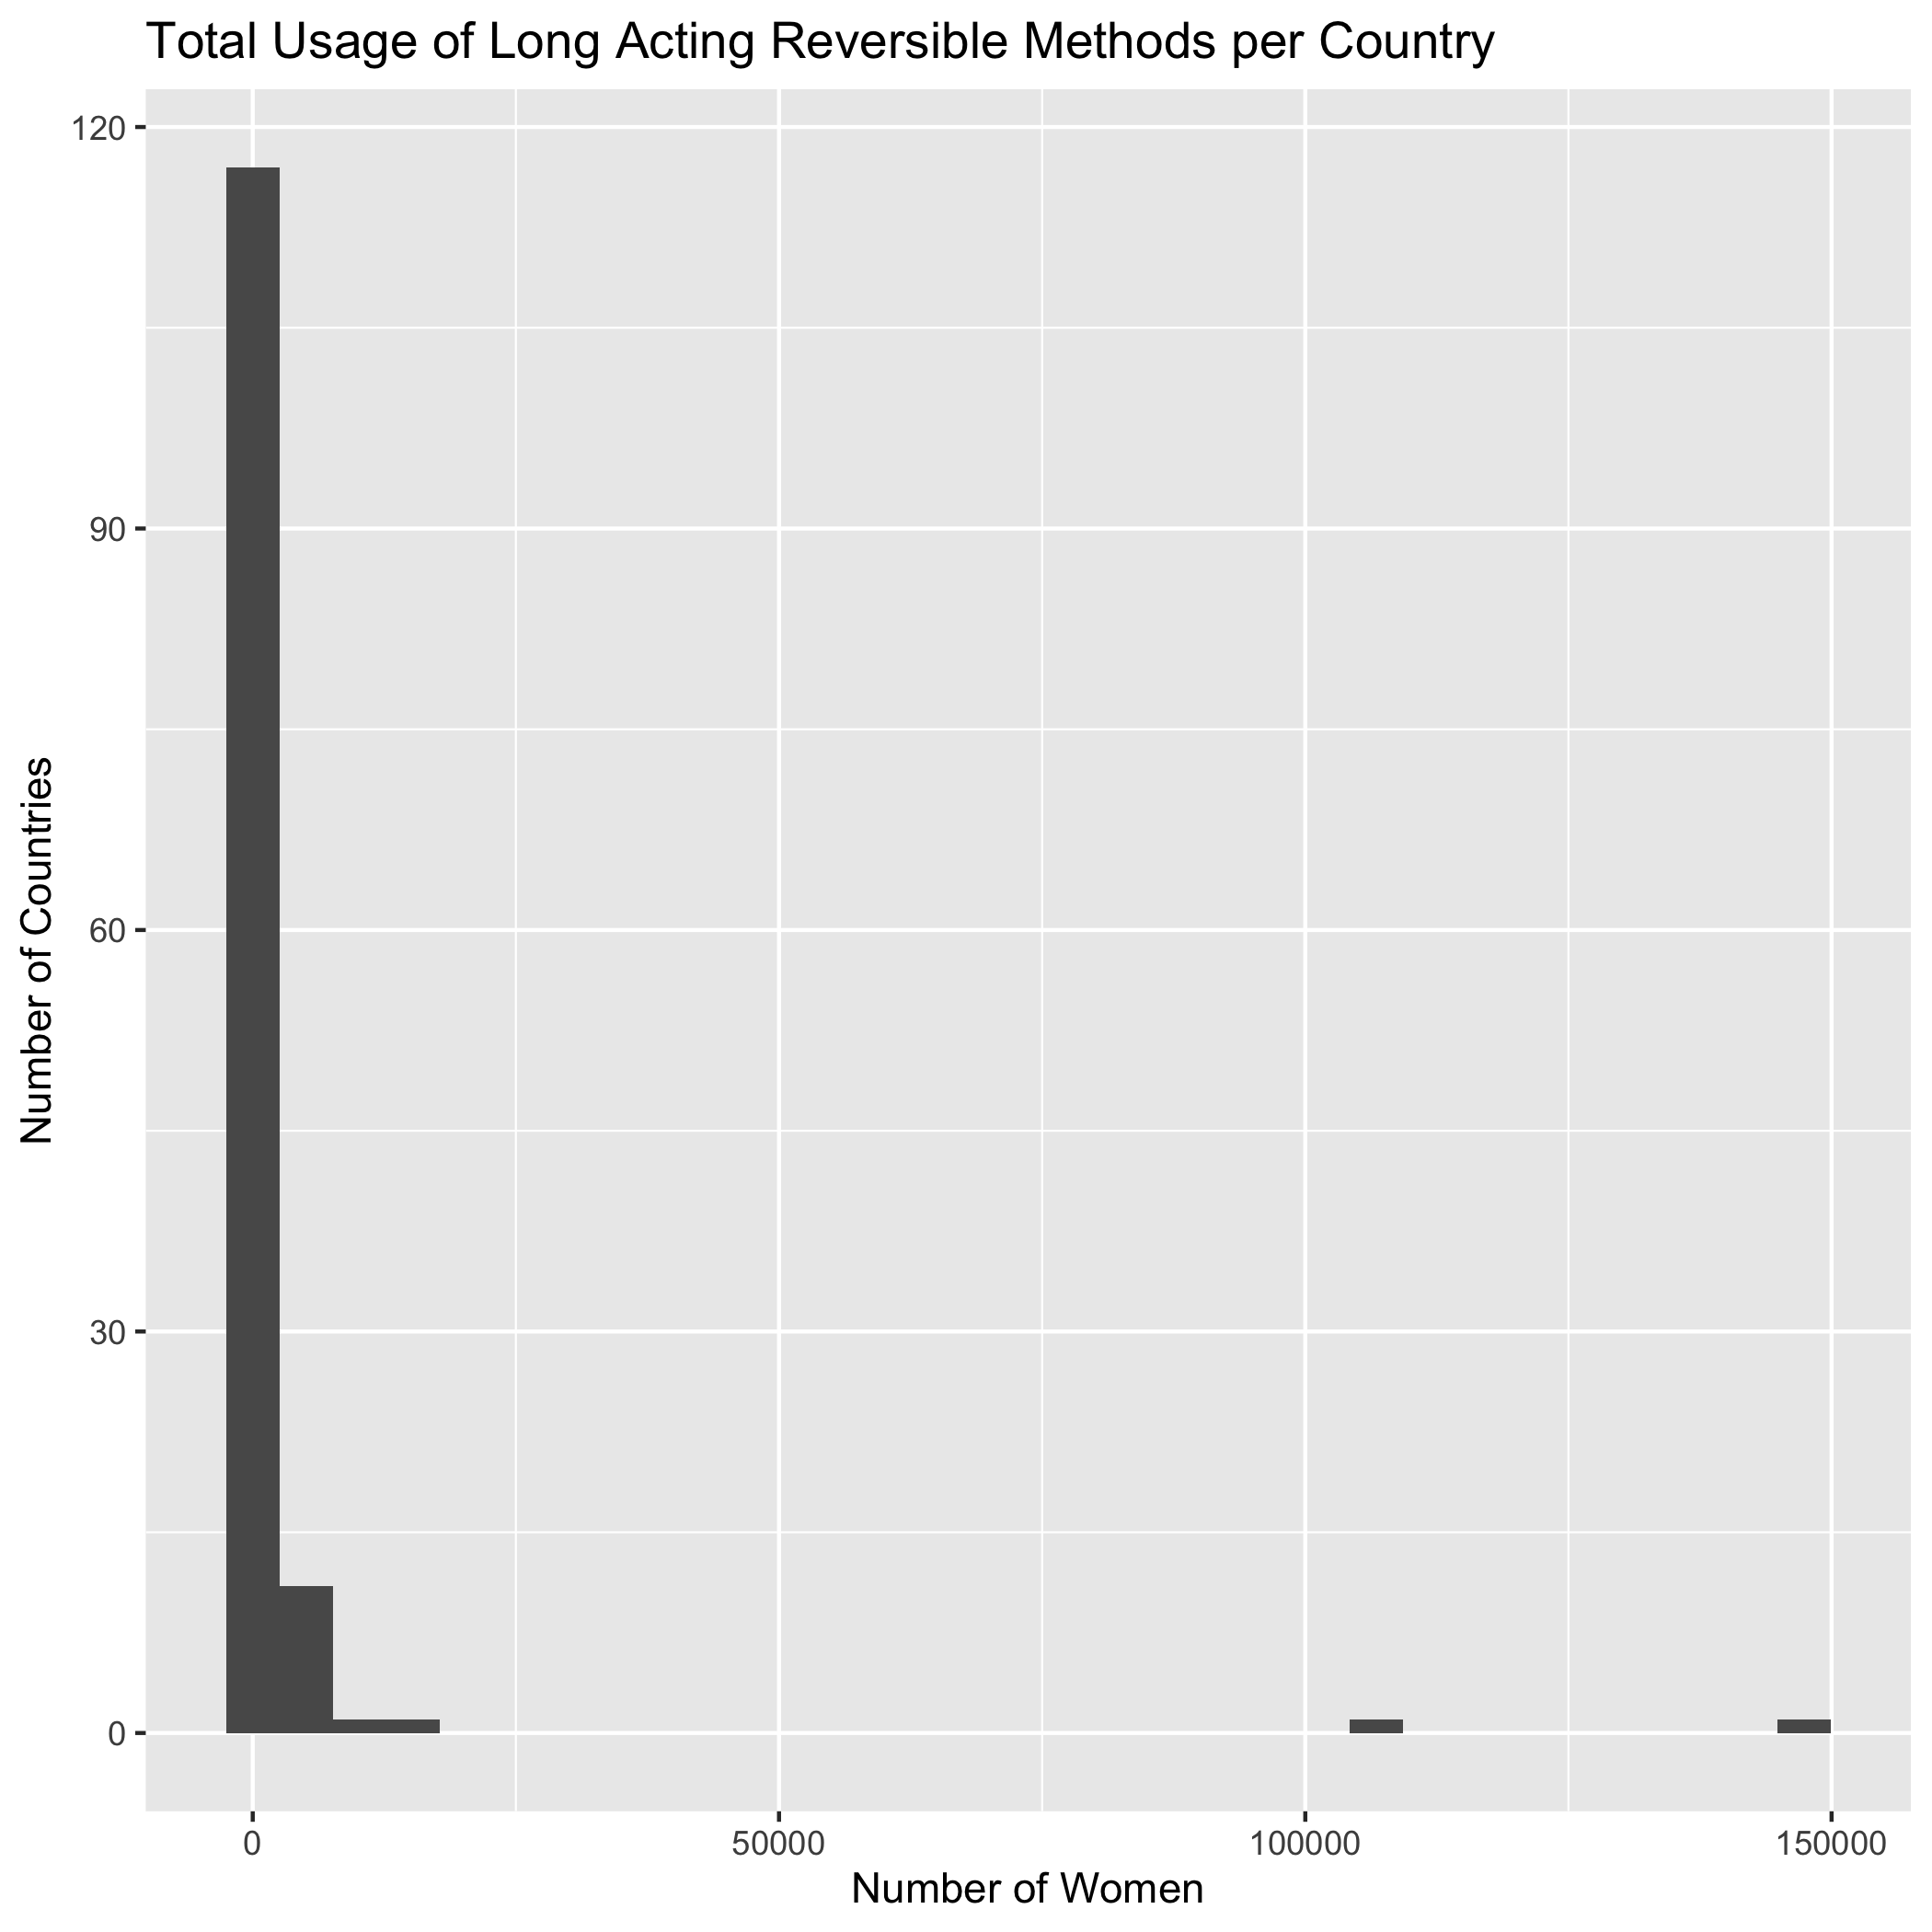 Total Usage of Long Acting Reversible Methods per Country
120
90
60
30
0
Number of Countries
0 50000 100000 150000
Number of Women